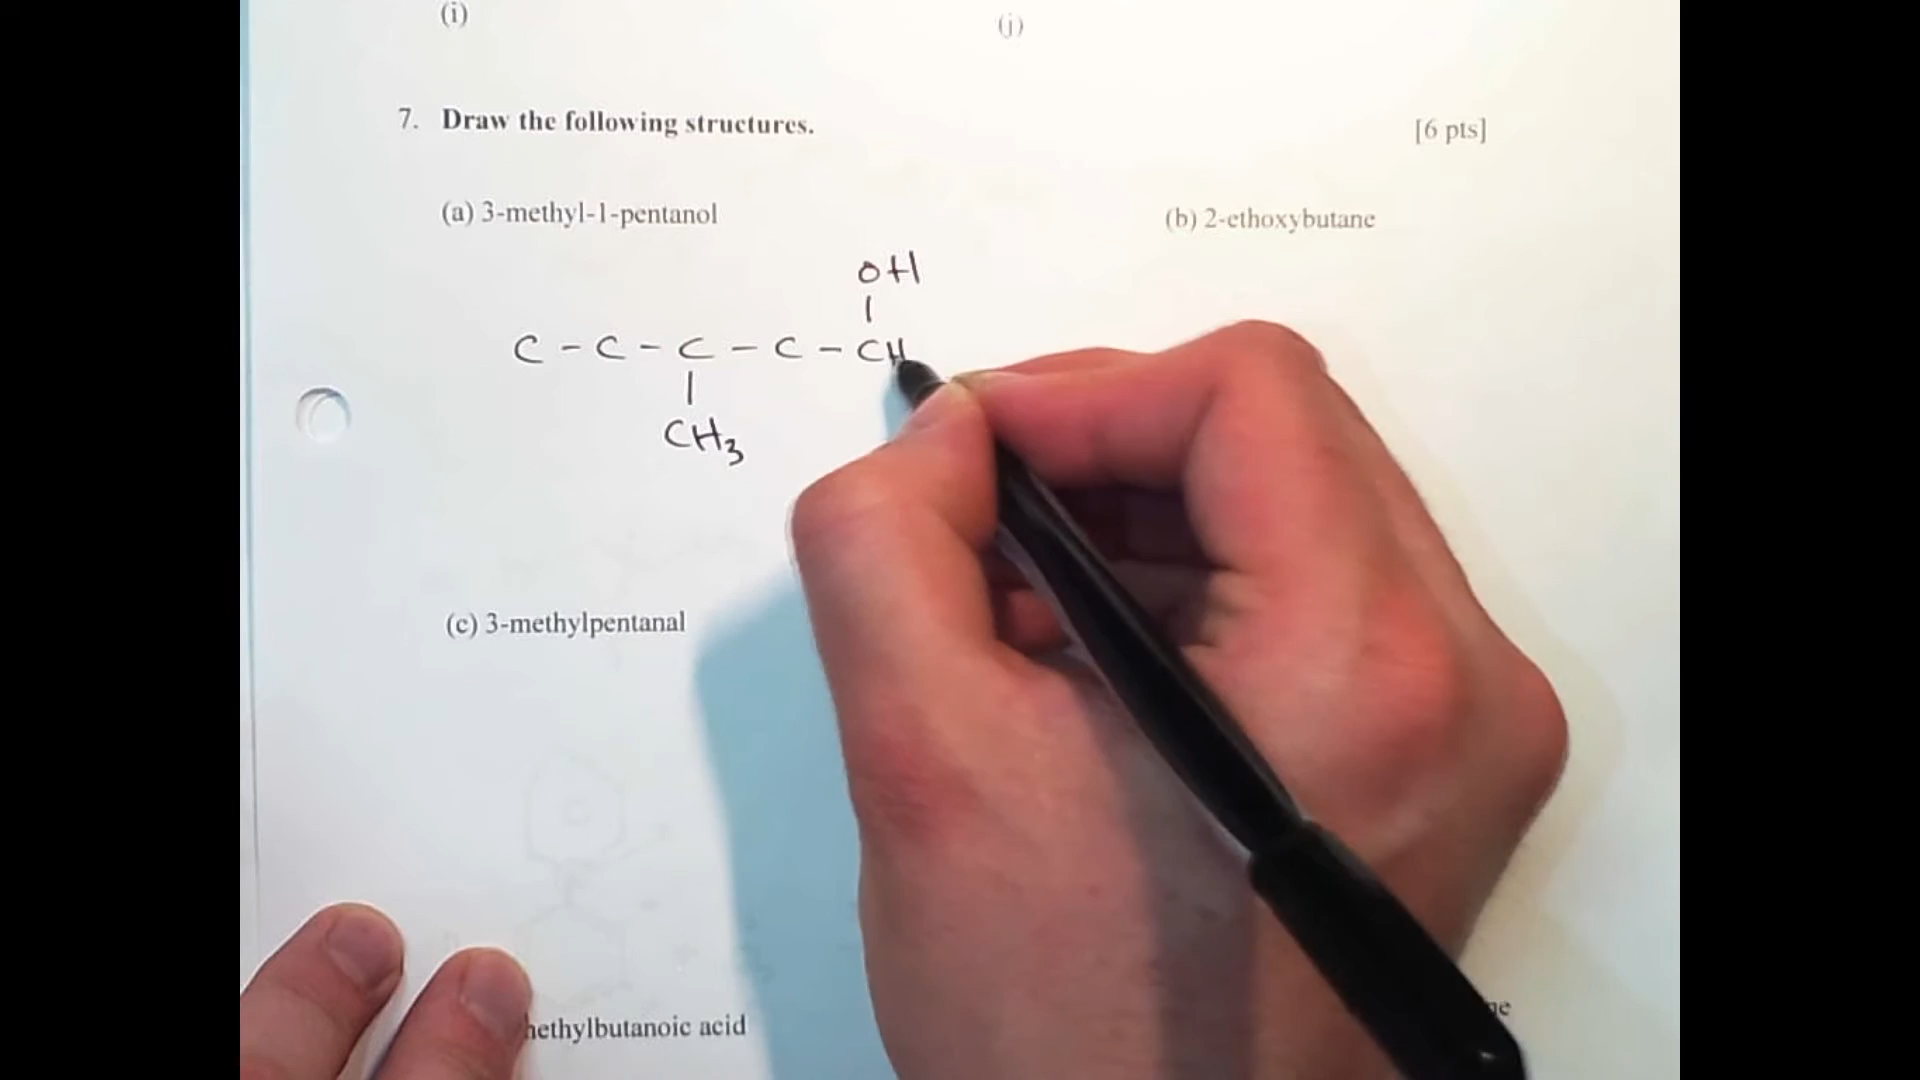 (i) (j)
7. Draw the following structures. [6 pts]
(a) 3-methyl-1-pentanol (b) 2-ethoxybutane
OH
C - C - C - C - CH
CH3
(c) 3-methylpentanal
acid